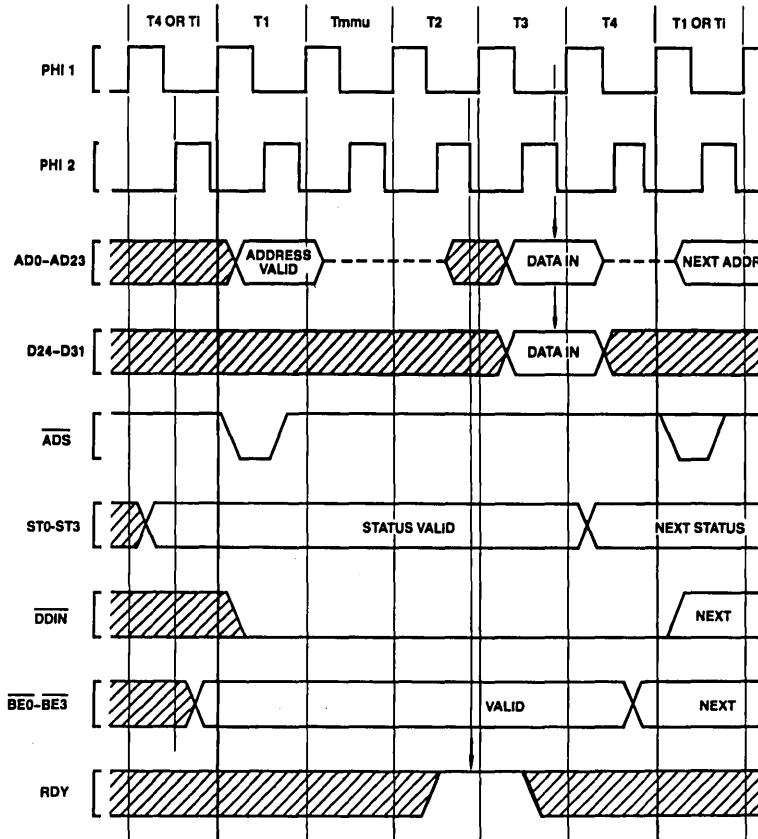 T4 OR Ti T1 Tmmu T2 T3 T4 T1 OR Ti
PHI 1
PHI 2
AD0–AD23 ADDRESS VALID DATA IN NEXT ADDR
D24–D31 DATA IN
ADS
ST0-ST3 STATUS VALID NEXT STATUS
DDIN NEXT
BE0–BE3 VALID NEXT
RDY